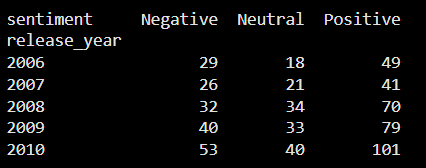 sentiment Negative Neutral Positive
release_year
2006 29 18 49
2007 26 21 41
2008 32 34 70
2009 40 33 79
2010 53 40 101